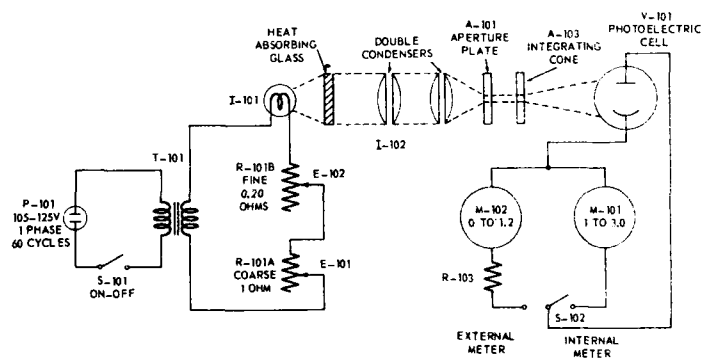 V-101
PHOTOELECTRIC
CELL
A-103
INTEGRATING
CONE
A-101
APERTURE
PLATE
HEAT
ABSORBING
GLASS
DOUBLE
CONDENSERS
I-101
I-102
T-101
P-101
105-125V
1 PHASE
60 CYCLES
S-101
ON-OFF
R-101B
FINE
0.20
OHMS
E-102
R-101A
COARSE
1 OHM
E-101
M-102
0 TO 1.2
M-101
1 TO 3.0
R-103
S-102
EXTERNAL
METER
INTERNAL
METER